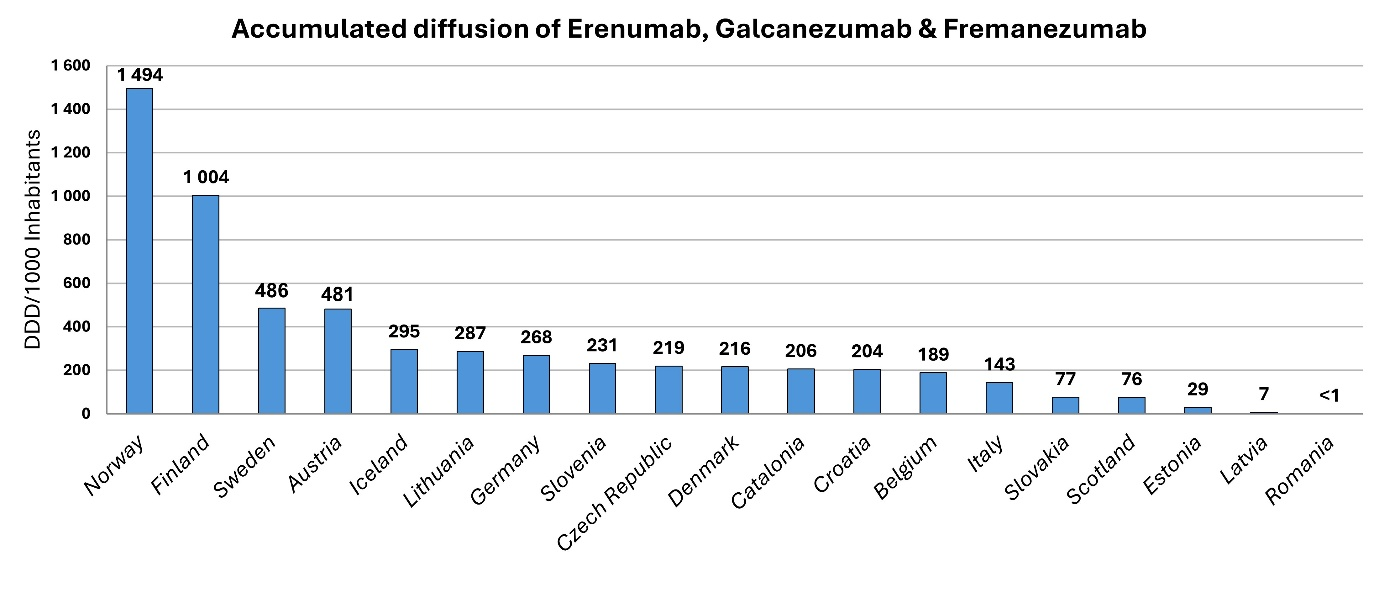 Accumulated diffusion of Erenumab, Galcanezumab & Fremanezumab
DDD/1000 Inhabitants
1 600
1 400
1 200
1 000
800
600
400
200
0
1 494
1 004
486
481
295
287
268
231
219
216
206
204
189
143
77
76
29
7
<1
Norway
Finland
Sweden
Austria
Iceland
Lithuania
Germany
Slovenia
Czech Republic
Denmark
Catalonia
Croatia
Belgium
Italy
Slovakia
Scotland
Estonia
Latvia
Romania